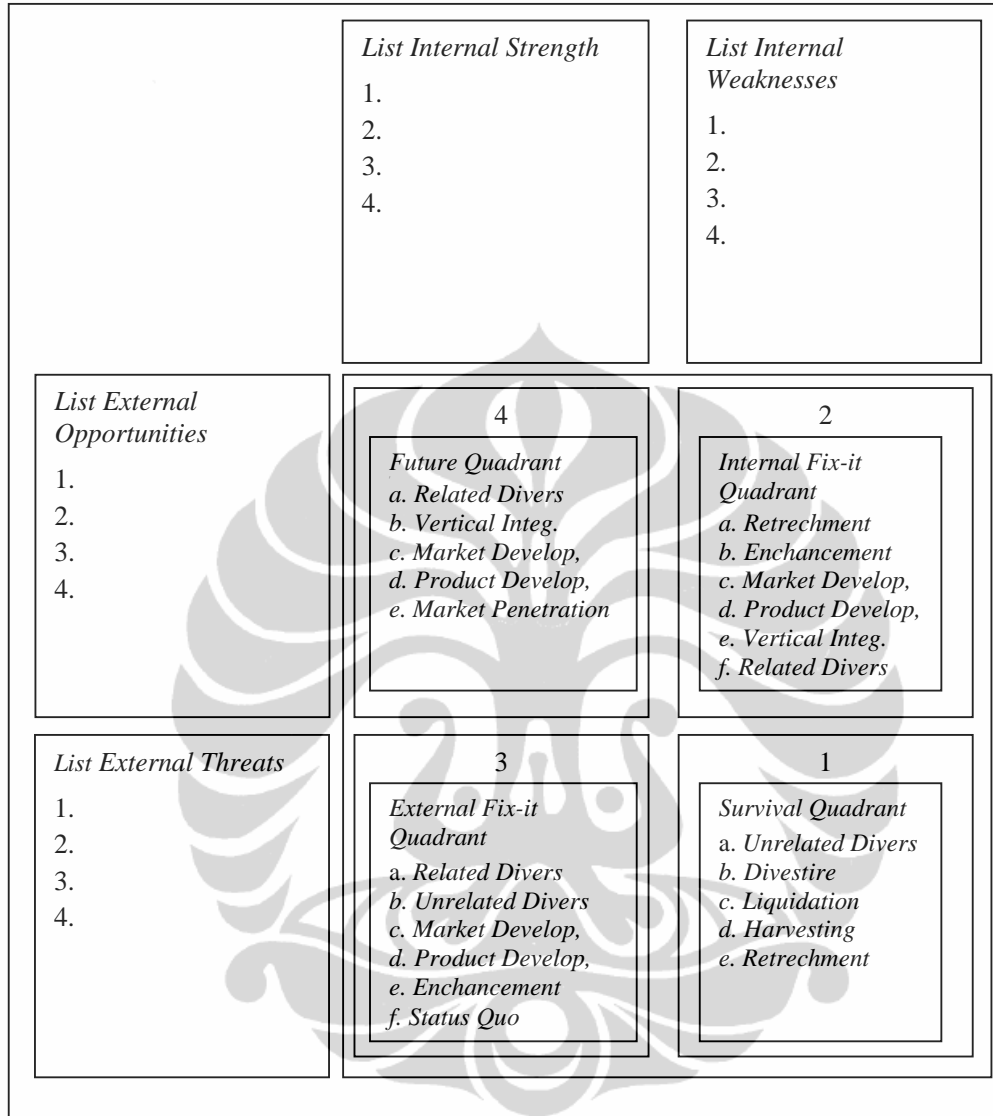 List Internal Strength
1.
2.
3.
4.
List Internal
Weaknesses
1.
2.
3.
4.
List External
Opportunities
1.
2.
3.
4.
4
Future Quadrant
a. Related Divers
b. Vertical Integ.
c. Market Develop,
d. Product Develop,
e. Market Penetration
2
Internal Fix-it
Quadrant
a. Retrechment
b. Enchancement
c. Market Develop,
d. Product Develop,
e. Vertical Integ.
f. Related Divers
List External Threats
1.
2.
3.
4.
3
External Fix-it
Quadrant
a. Related Divers
b. Unrelated Divers
c. Market Develop,
d. Product Develop,
e. Enchancement
f. Status Quo
1
Survival Quadrant
a. Unrelated Divers
b. Divestire
c. Liquidation
d. Harvesting
e. Retrechment